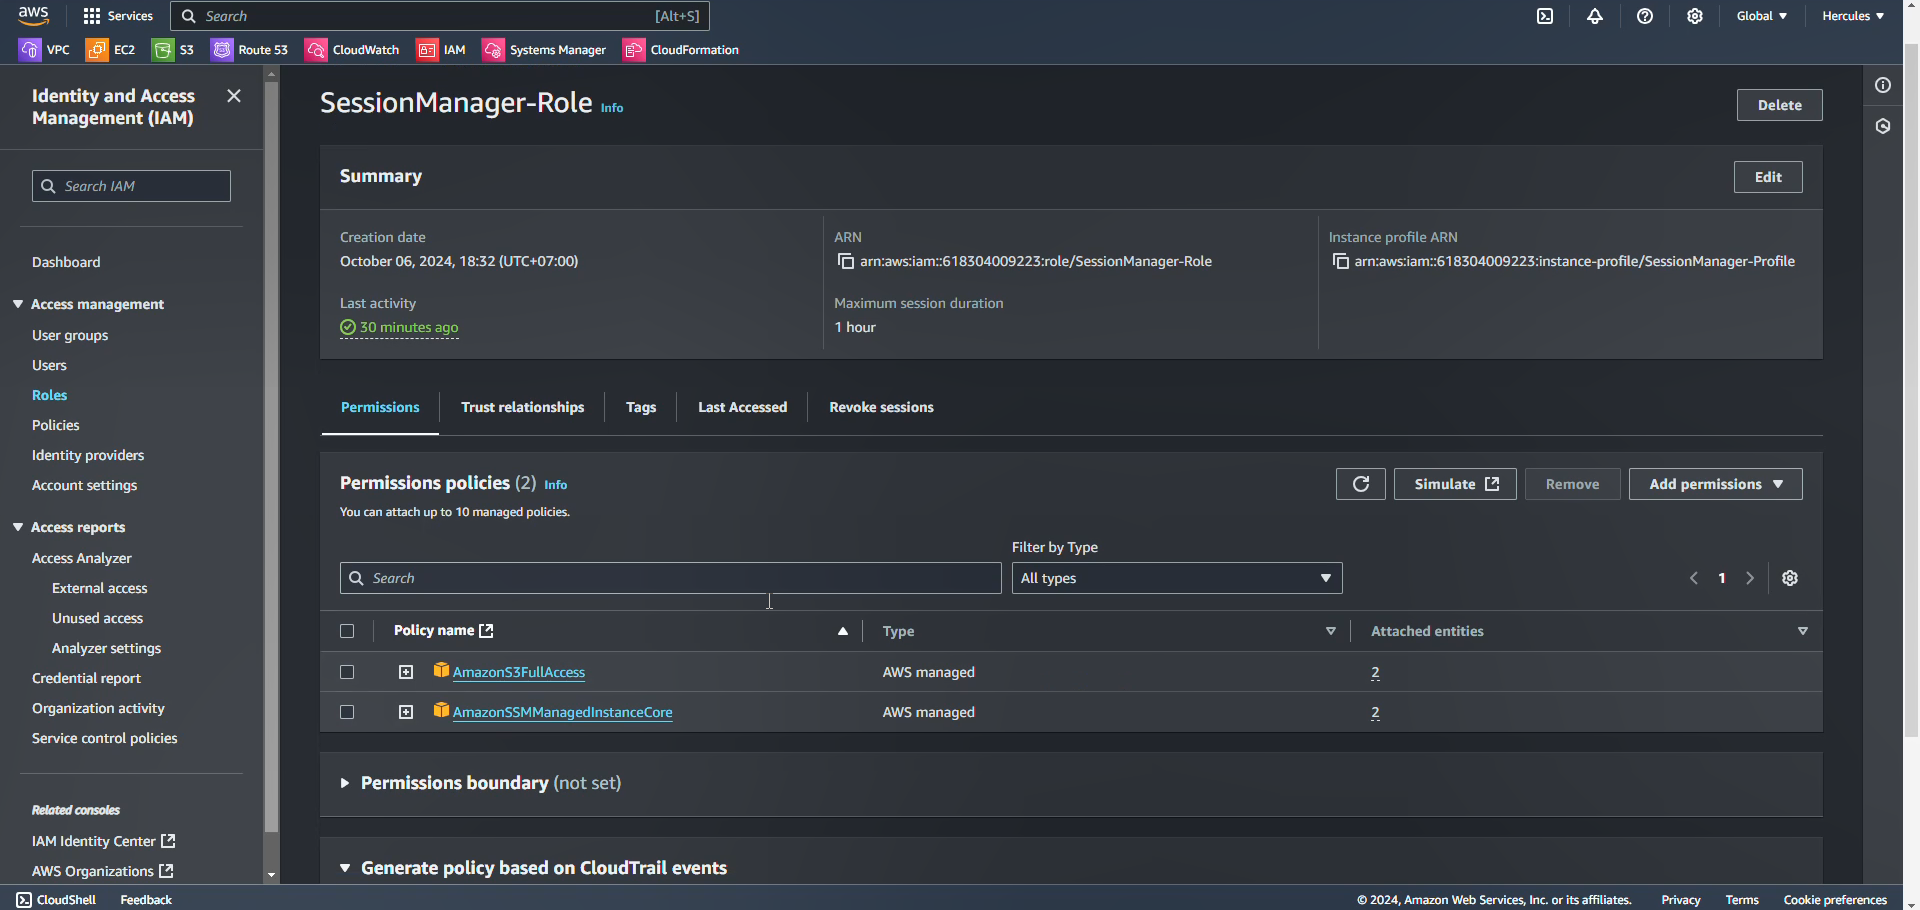 aws
Services
Search
[Alt+S]
Global
Hercules
VPC
EC2
S3
Route 53
CloudWatch
IAM
Systems Manager
CloudFormation
Identity and Access
Management (IAM)
Search IAM
Dashboard
Access management
User groups
Users
Roles
Policies
Identity providers
Account settings
Access reports
Access Analyzer
External access
Unused access
Analyzer settings
Credential report
Organization activity
Service control policies
Related consoles
IAM Identity Center
AWS Organizations
SessionManager-Role Info
Delete
Summary
Edit
Creation date
October 06, 2024, 18:32 (UTC+07:00)
Last activity
30 minutes ago
ARN
arn:aws:iam::618304009223:role/SessionManager-Role
Maximum session duration
1 hour
Instance profile ARN
arn:aws:iam::618304009223:instance-profile/SessionManager-Profile
Permissions
Trust relationships
Tags
Last Accessed
Revoke sessions
Permissions policies (2) Info
You can attach up to 10 managed policies.
Simulate
Remove
Add permissions
Filter by Type
Search
All types
1
Policy name
Type
Attached entities
AmazonS3FullAccess
AWS managed
2
AmazonSSMManagedInstanceCore
AWS managed
2
Permissions boundary (not set)
Generate policy based on CloudTrail events
CloudShell
Feedback
© 2024, Amazon Web Services, Inc. or its affiliates.
Privacy
Terms
Cookie preferences